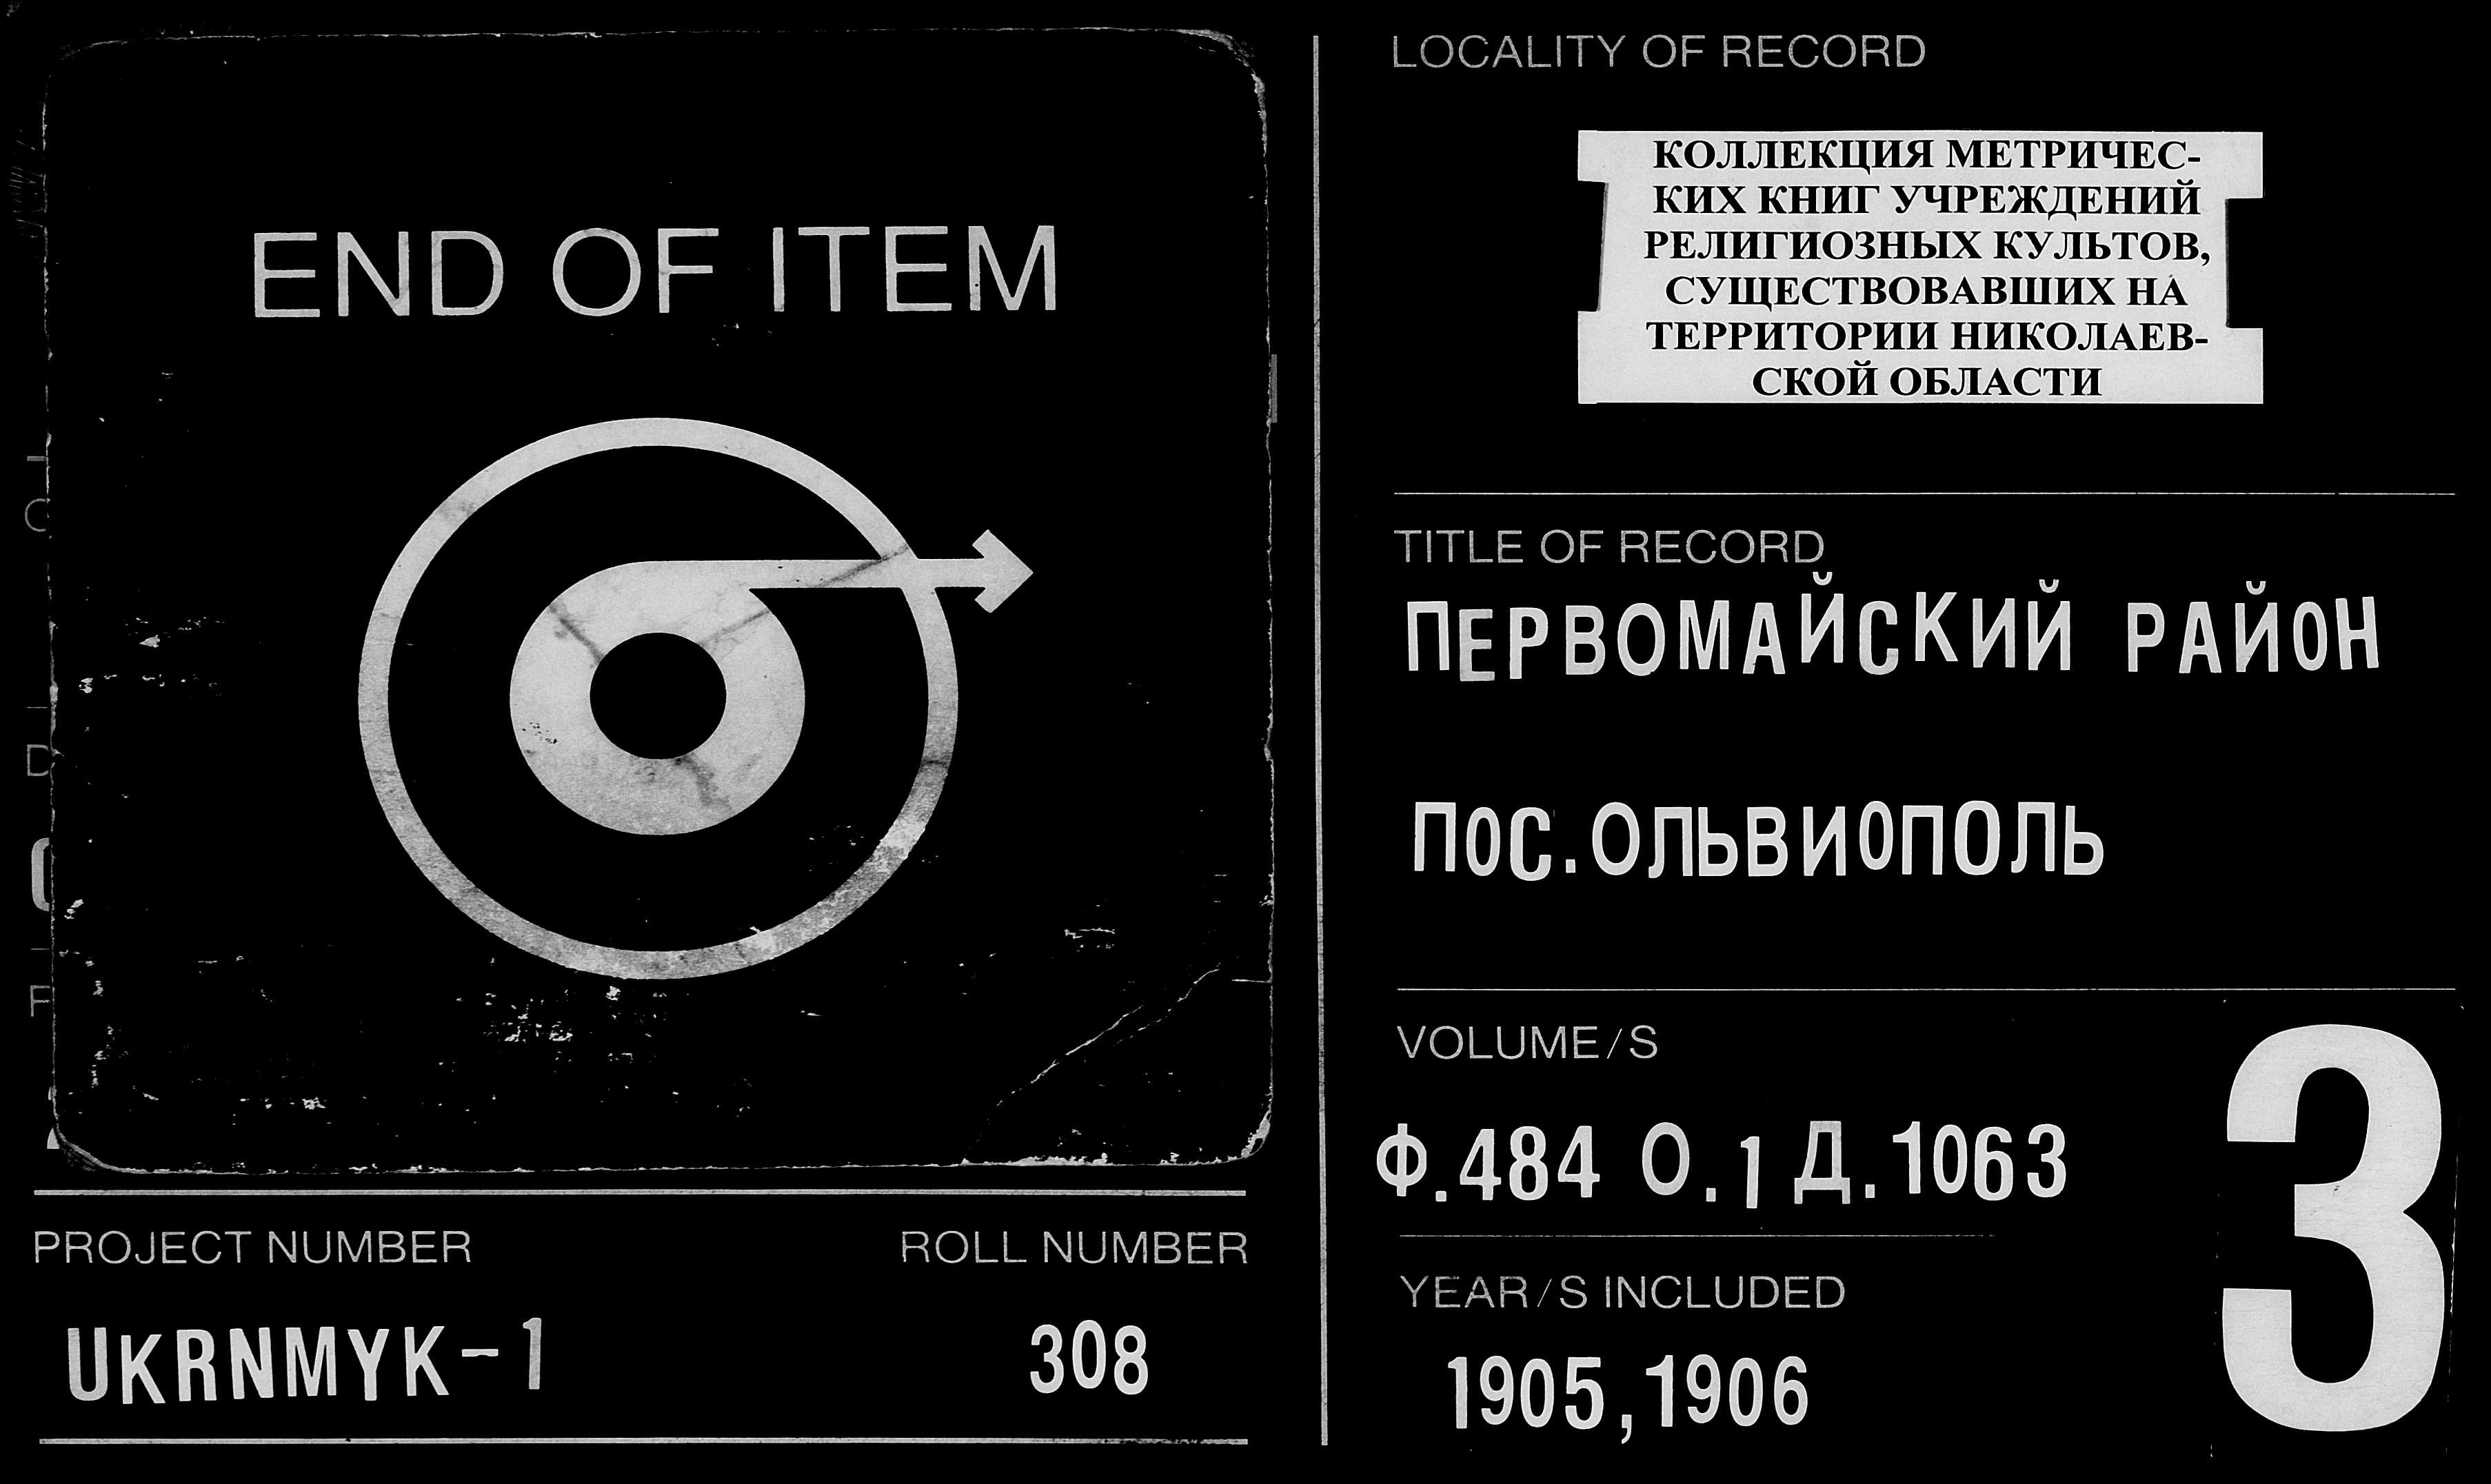 END OF ITEM
PROJECT NUMBER
ROLL NUMBER
UKRNMYK-1
308
LOCALITY OF RECORD
КОЛЛЕКЦИЯ МЕТРИЧЕС-
КИХ КНИГ УЧРЕЖДЕНИЙ
РЕЛИГИОЗНЫХ КУЛЬТОВ,
СУЩЕСТВОВАВШИХ НА
ТЕРРИТОРИИ НИКОЛАЕВ-
СКОЙ ОБЛАСТИ
TITLE OF RECORD
ПЕРВОМАЙСКИЙ РАЙОН
ПОС.ОЛЬВИОПОЛЬ
VOLUME/S
Ф.484 О.1 Д.1063
YEAR/S INCLUDED
1905,1906
3